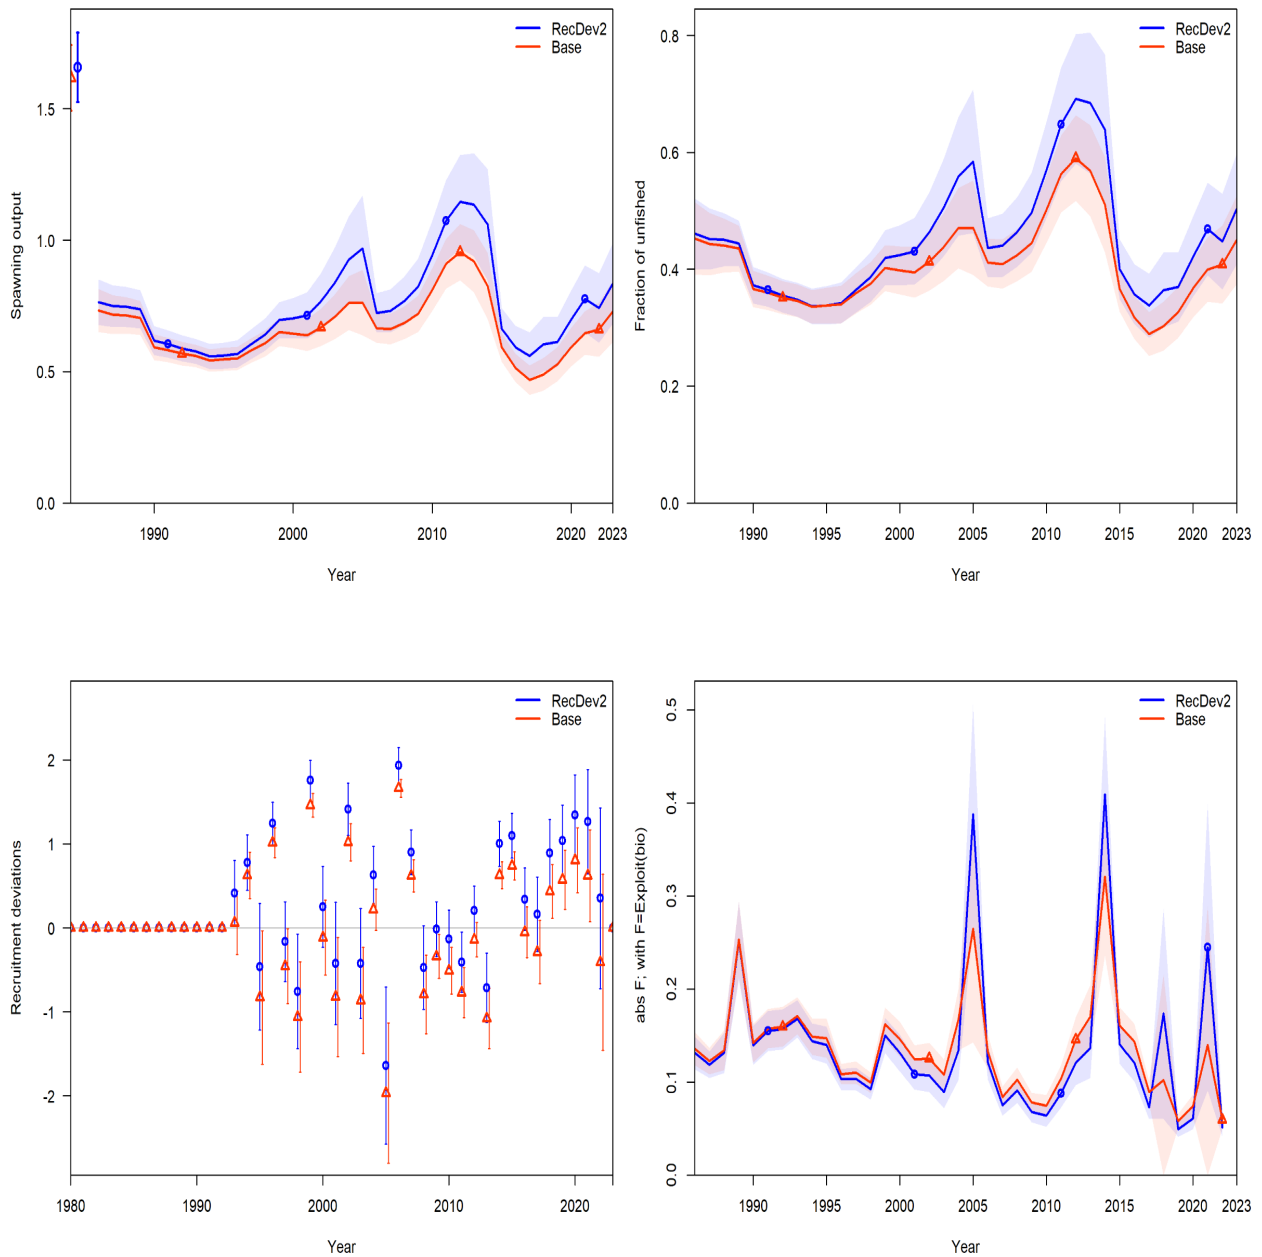 RecDev2
Base
Spawning output
1.5
1.0
0.5
0.0
1990 2000 2010 2020 2023
Year
RecDev2
Base
Fraction of unfished
0.8
0.6
0.4
0.2
0.0
1990 1995 2000 2005 2010 2015 2020 2023
Year
RecDev2
Base
Recruitment deviations
2
1
0
-1
-2
1980 1990 2000 2010 2020
Year
RecDev2
Base
abs F; with F=Exploit(bio)
0.5
0.4
0.3
0.2
0.1
0.0
1990 1995 2000 2005 2010 2015 2020 2023
Year